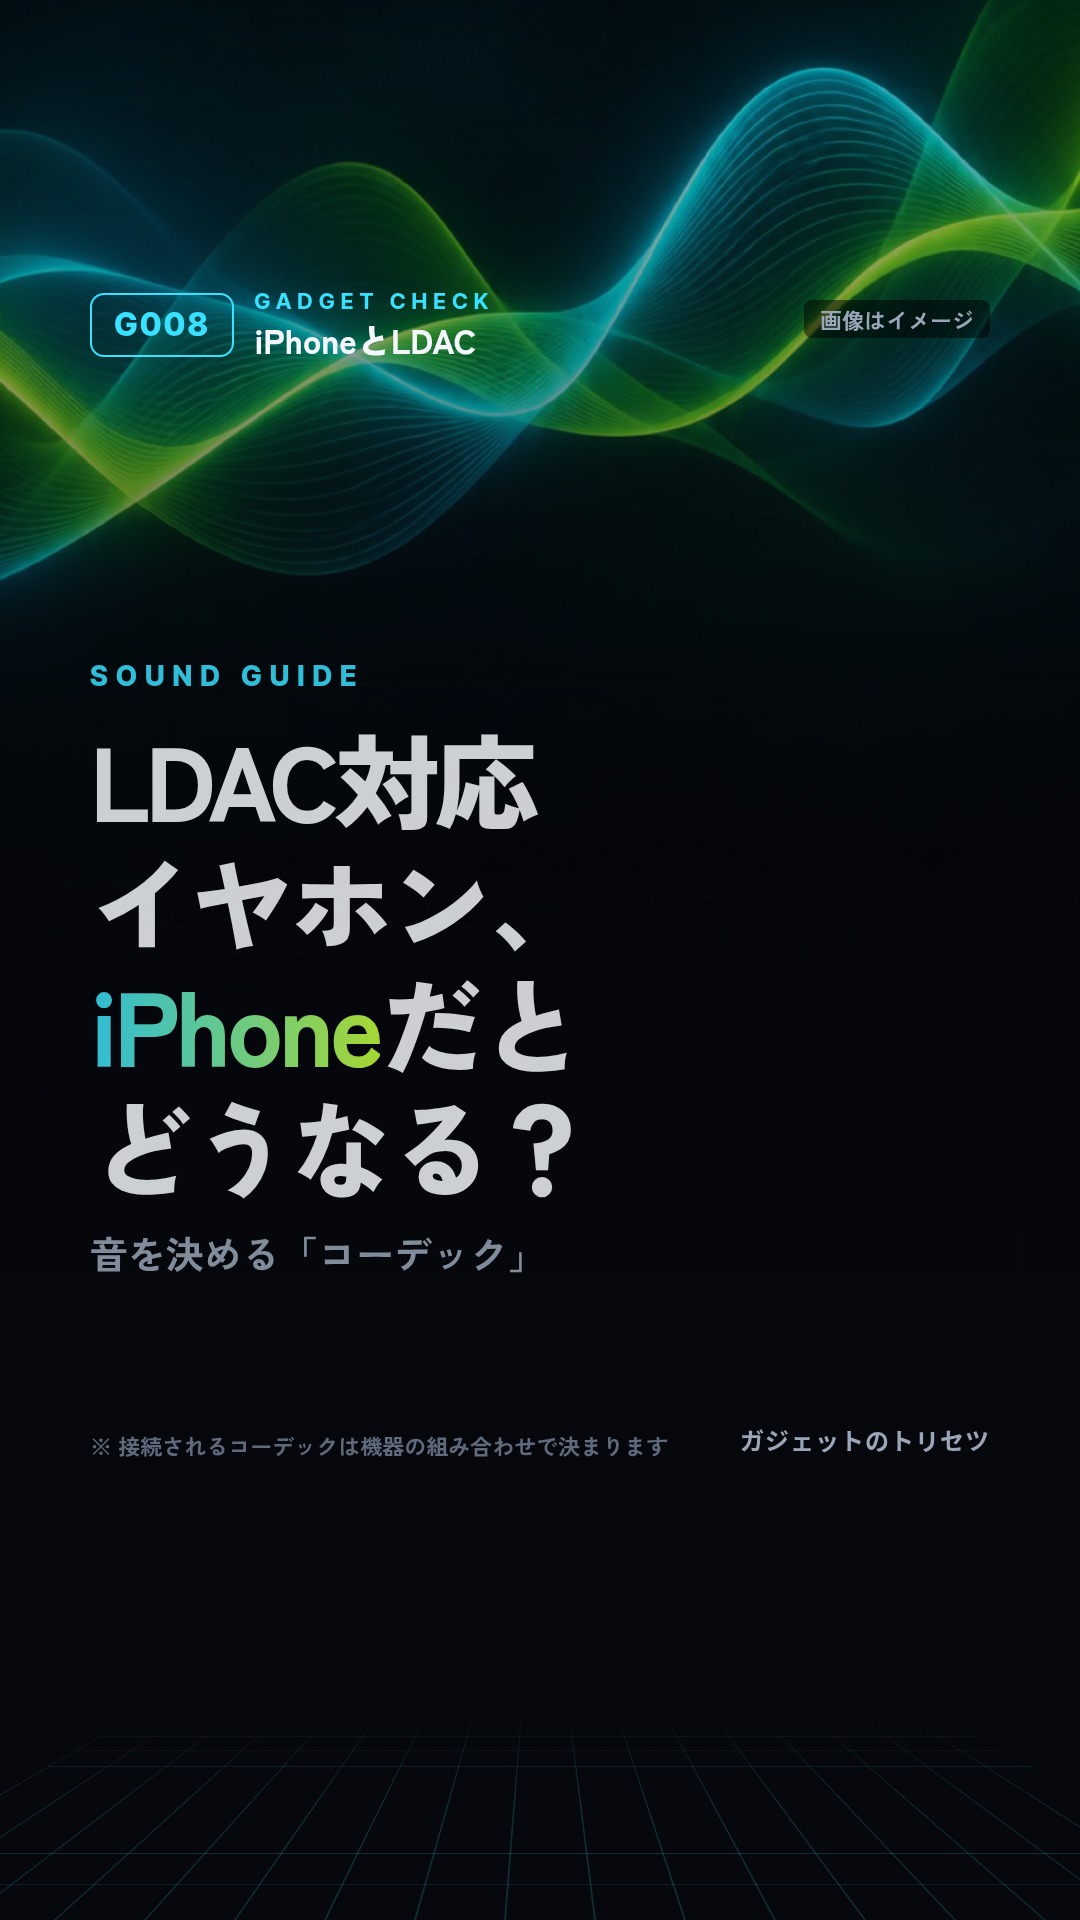 G008
GADGET CHECK
iPhoneとLDAC
画像はイメージ
SOUND GUIDE
LDAC対応
イヤホン、
iPhoneだと
どうなる？
音を決める「コーデック」
※ 接続されるコーデックは機器の組み合わせで決まります
ガジェットのトリセツ